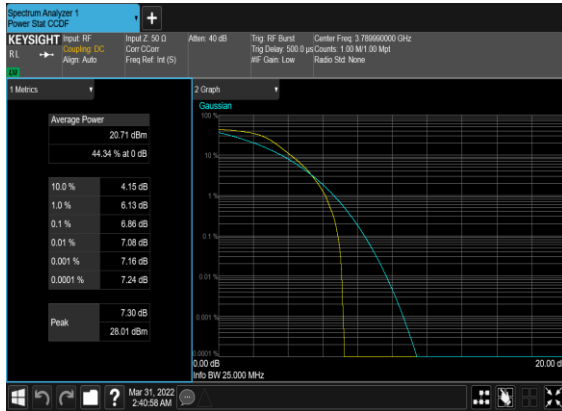 Spectrum Analyzer 1
Power Stat CCDF
KEYSIGHT
RL
Input: RF
Coupling: DC
Align: Auto
Input Z: 50 Ω
Corr CCorr
Freq Ref: Int (S)
Atten: 40 dB
Trig: RF Burst
Trig Delay: 500.0 µs
#IF Gain: Low
Center Freq: 3.789990000 GHz
Counts: 1.00 M/1.00 Mpt
Radio Std: None
1 Metrics
Average Power
20.71 dBm
44.34 % at 0 dB
10.0 % 4.15 dB
1.0 % 6.13 dB
0.1 % 6.86 dB
0.01 % 7.08 dB
0.001 % 7.16 dB
0.0001 % 7.24 dB
Peak
7.30 dB
28.01 dBm
2 Graph
Gaussian
100 %
10 %
1 %
0.1 %
0.01 %
0.001 %
0.0001 %
0.00 dB
20.00 d
Info BW 25.000 MHz
?
Mar 31, 2022
2:40:58 AM